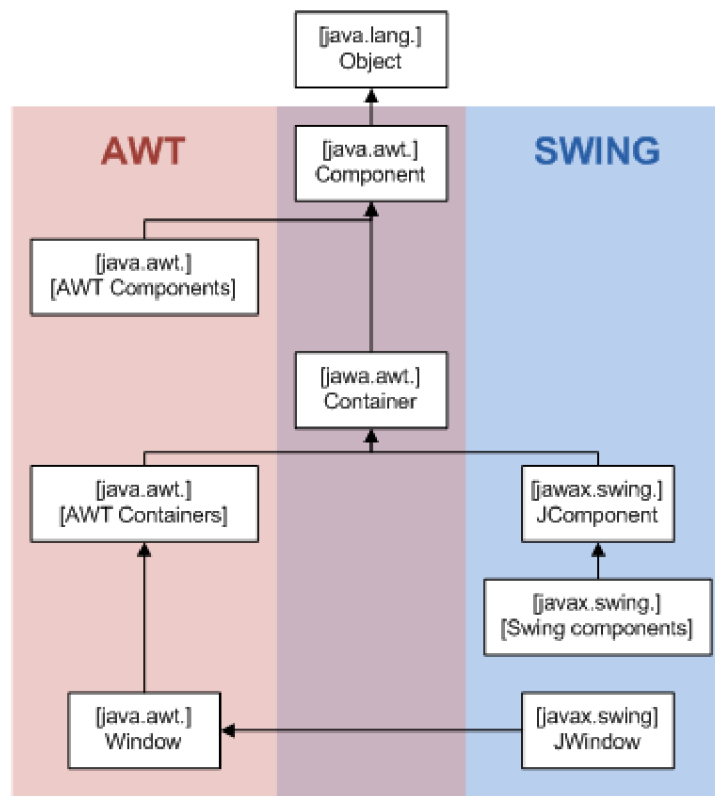 [java.lang.]
Object
AWT
SWING
[java.awt.]
Component
[java.awt.]
[AWT Components]
[jawa.awt.]
Container
[java.awt.]
[AWT Containers]
[jawax.swing.]
JComponent
[javax.swing.]
[Swing components]
[java.awt.]
Window
[javax.swing]
JWindow